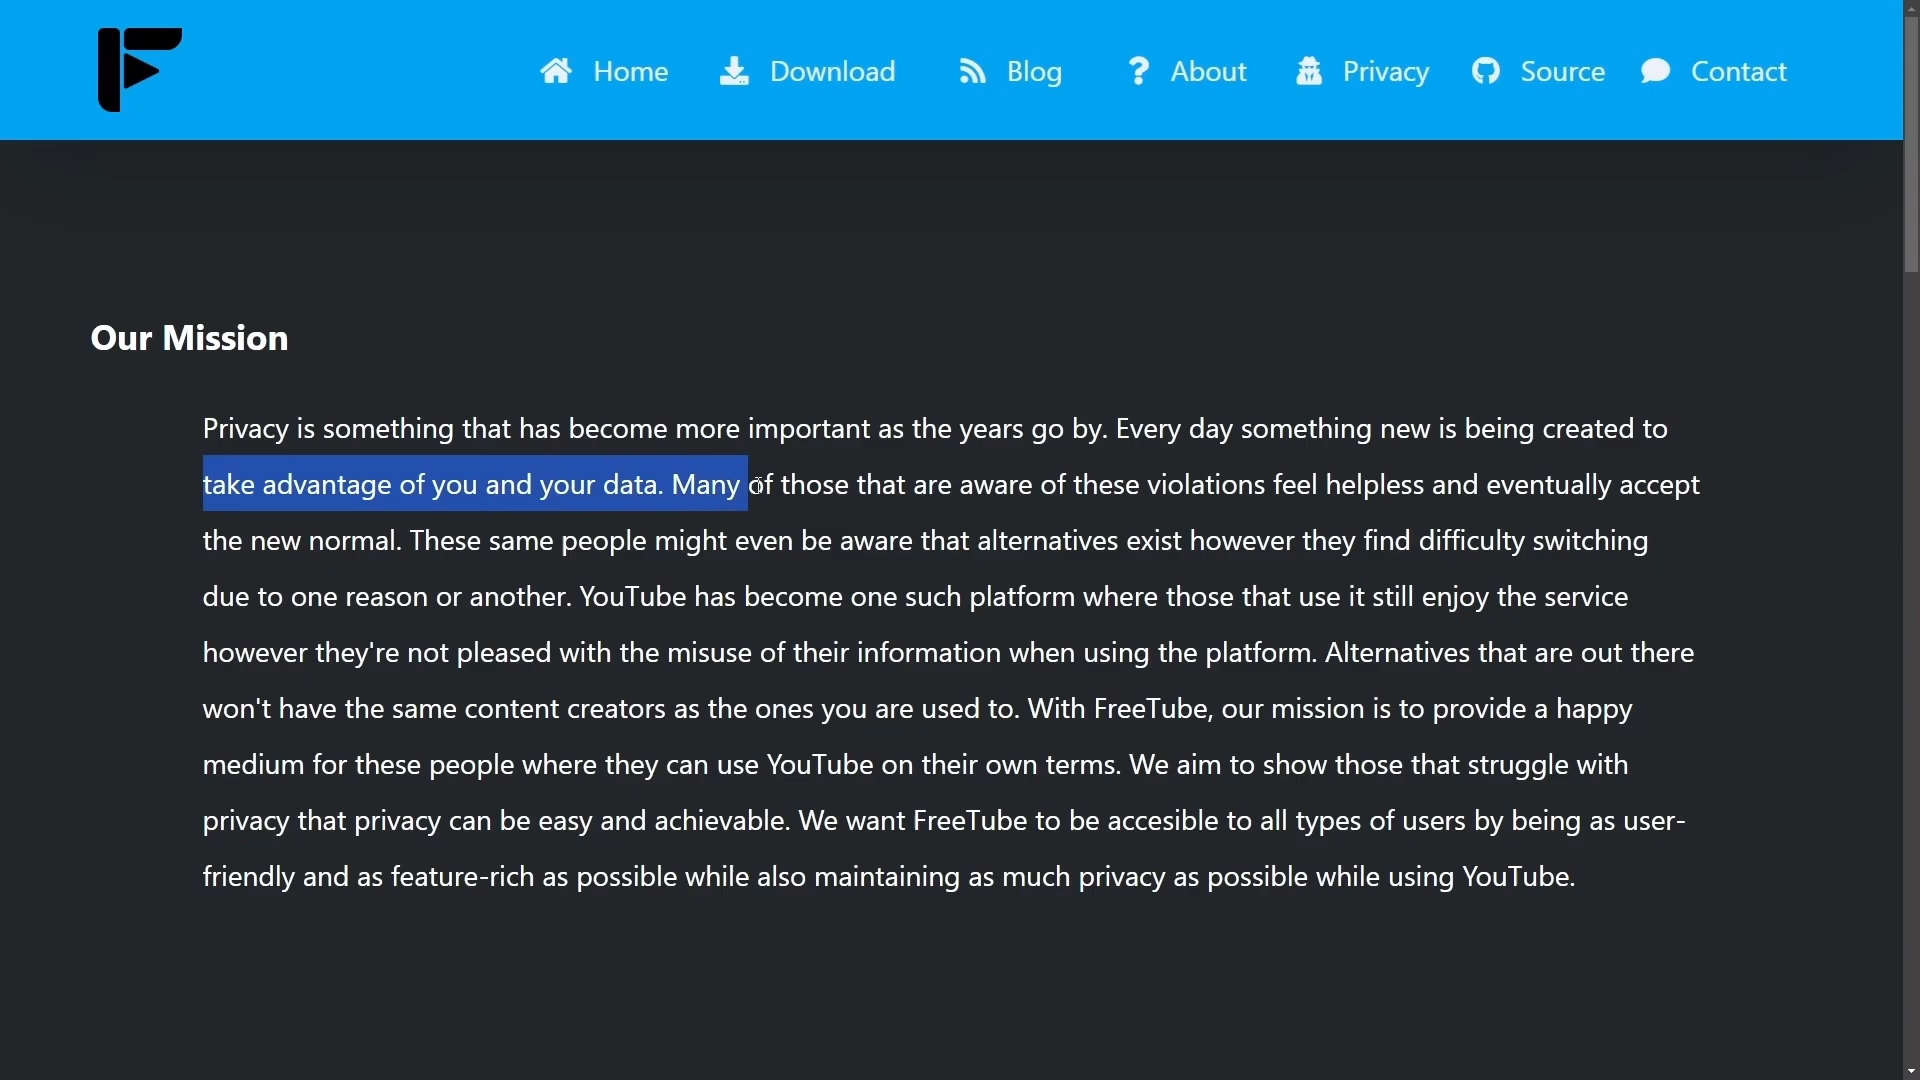 Home Download Blog About Privacy Source Contact
Our Mission
Privacy is something that has become more important as the years go by. Every day something new is being created to
take advantage of you and your data. Many of those that are aware of these violations feel helpless and eventually accept
the new normal. These same people might even be aware that alternatives exist however they find difficulty switching
due to one reason or another. YouTube has become one such platform where those that use it still enjoy the service
however they're not pleased with the misuse of their information when using the platform. Alternatives that are out there
won't have the same content creators as the ones you are used to. With FreeTube, our mission is to provide a happy
medium for these people where they can use YouTube on their own terms. We aim to show those that struggle with
privacy that privacy can be easy and achievable. We want FreeTube to be accesible to all types of users by being as user-
friendly and as feature-rich as possible while also maintaining as much privacy as possible while using YouTube.